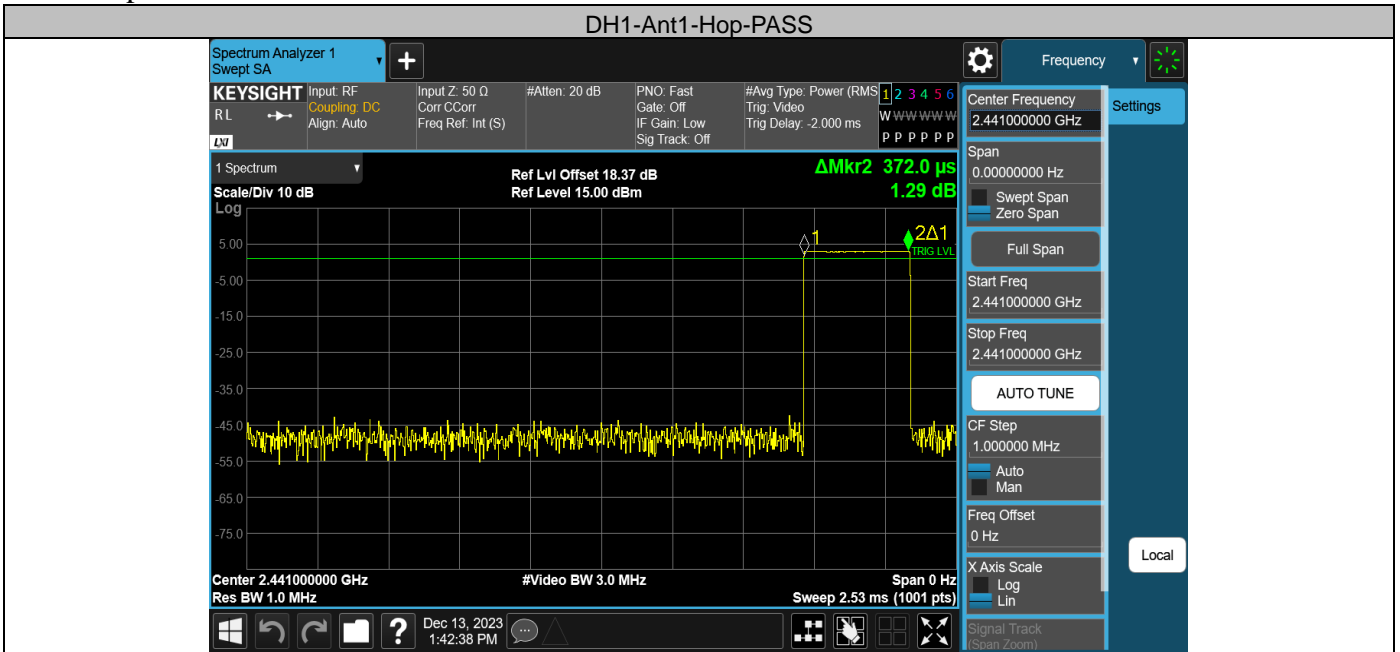 DH1-Ant1-Hop-PASS
Spectrum Analyzer 1
Swept SA
Frequency
KEYSIGHT
RL
LXI
Input: RF
Coupling: DC
Align: Auto
Input Z: 50 Ω
Corr CCorr
Freq Ref: Int (S)
#Atten: 20 dB
PNO: Fast
Gate: Off
IF Gain: Low
Sig Track: Off
#Avg Type: Power (RMS
Trig: Video
Trig Delay: -2.000 ms
1 2 3 4 5 6
W W W W W W
P P P P P P
1 Spectrum
Scale/Div 10 dB
Log
Ref Lvl Offset 18.37 dB
Ref Level 15.00 dBm
ΔMkr2 372.0 µs
1.29 dB
1
2Δ1
TRIG LVL
5.00
-5.00
-15.0
-25.0
-35.0
-45.0
-55.0
-65.0
-75.0
Center 2.441000000 GHz
Res BW 1.0 MHz
#Video BW 3.0 MHz
Span 0 Hz
Sweep 2.53 ms (1001 pts)
Center Frequency
2.441000000 GHz
Settings
Span
0.00000000 Hz
Swept Span
Zero Span
Full Span
Start Freq
2.441000000 GHz
Stop Freq
2.441000000 GHz
AUTO TUNE
CF Step
1.000000 MHz
Auto
Man
Freq Offset
0 Hz
X Axis Scale
Log
Lin
Local
Signal Track
(Span Zoom)
?
Dec 13, 2023
1:42:38 PM